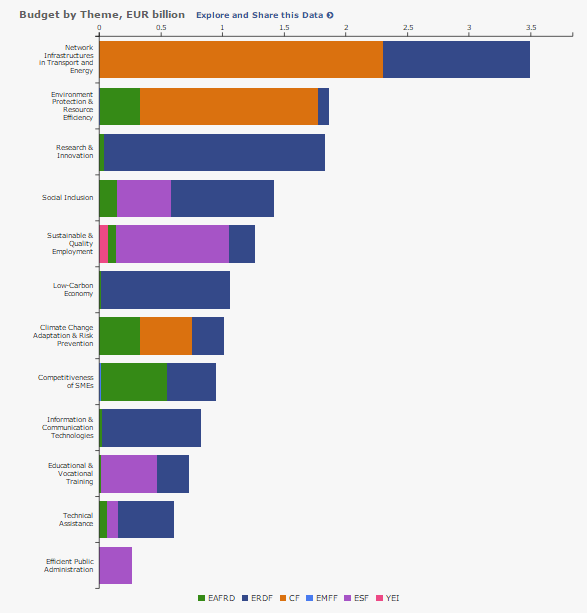 Budget by Theme, EUR billion Explore and Share this Data
0 0.5 1 1.5 2 2.5 3 3.5
Network
Infrastructures
in Transport and
Energy
Environment
Protection &
Resource
Efficiency
Research &
Innovation
Social Inclusion
Sustainable &
Quality
Employment
Low-Carbon
Economy
Climate Change
Adaptation & Risk
Prevention
Competitiveness
of SMEs
Information &
Communication
Technologies
Educational &
Vocational
Training
Technical
Assistance
Efficient Public
Administration
EAFRD ERDF CF EMFF ESF YEI